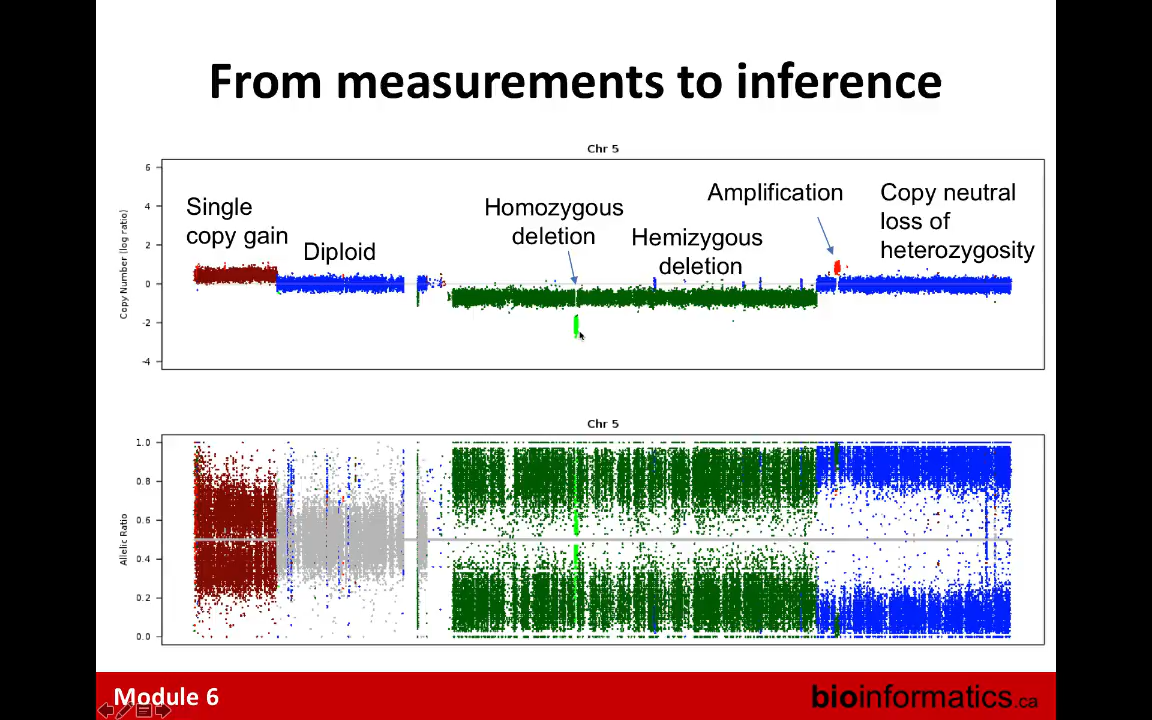 From measurements to inference
Chr 5
Copy Number (log ratio)
6
4
2
0
-2
-4
Single
copy gain
Diploid
Homozygous
deletion
Hemizygous
deletion
Amplification
Copy neutral
loss of
heterozygosity
Chr 5
Allelic Ratio
1.0
0.8
0.6
0.4
0.2
0.0
Module 6
bioinformatics.ca